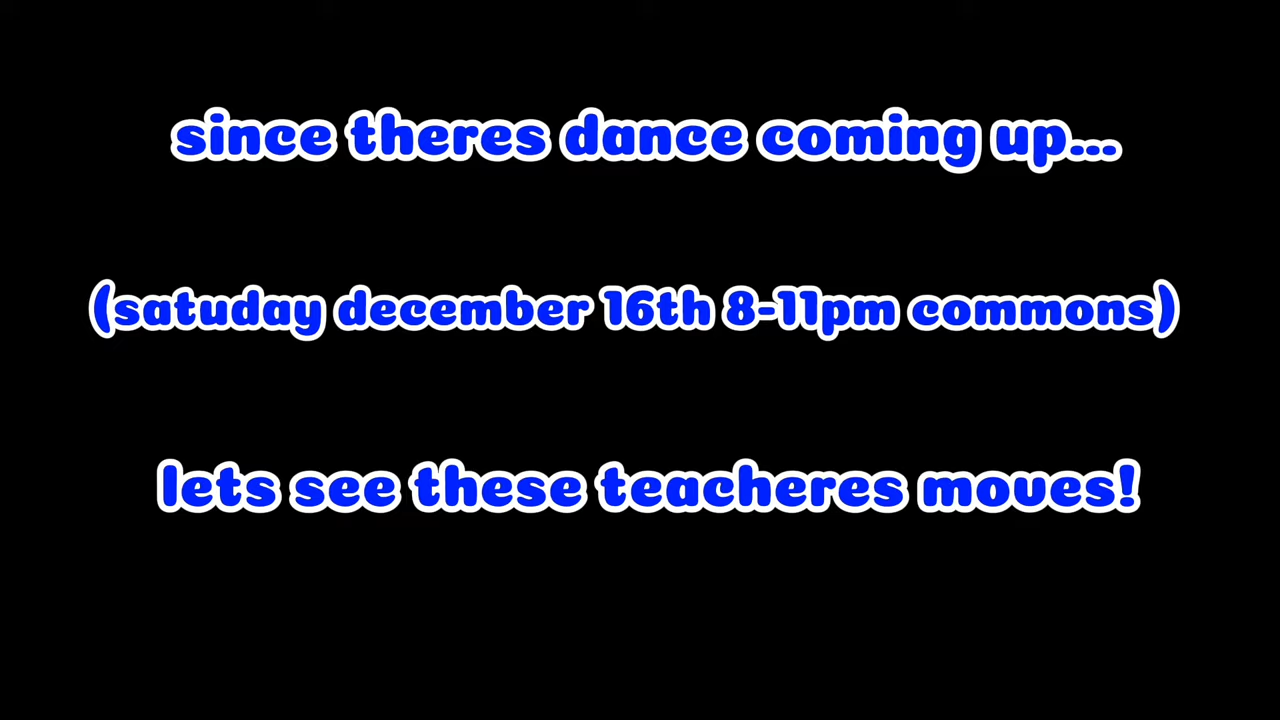 since theres dance coming up...
(satuday december 16th 8-11pm commons)
lets see these teacheres moves!